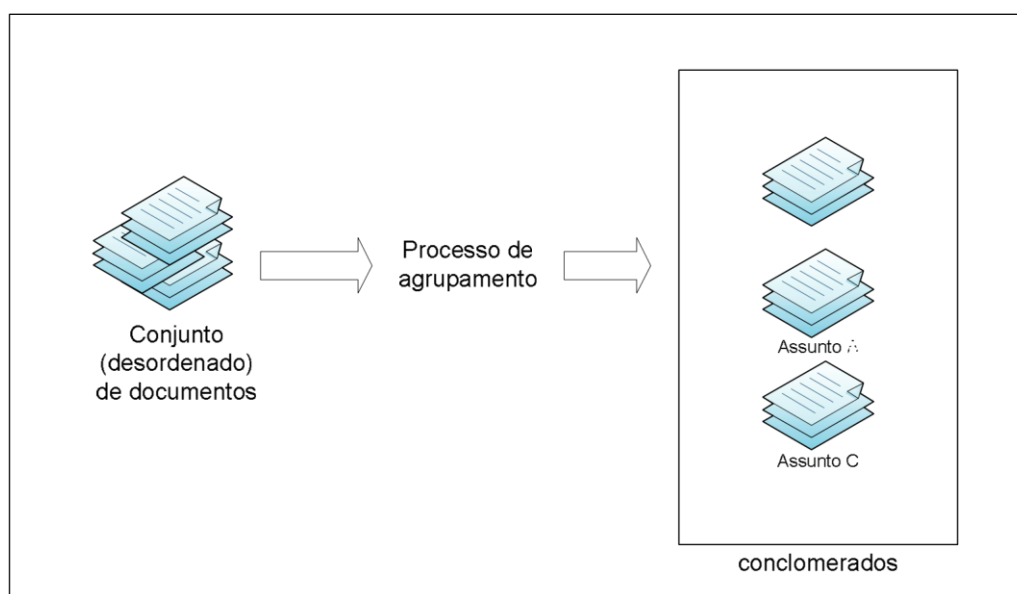 Conjunto
(desordenado)
de documentos
Processo de
agrupamento
Assunto
Assunto C
conclomerados